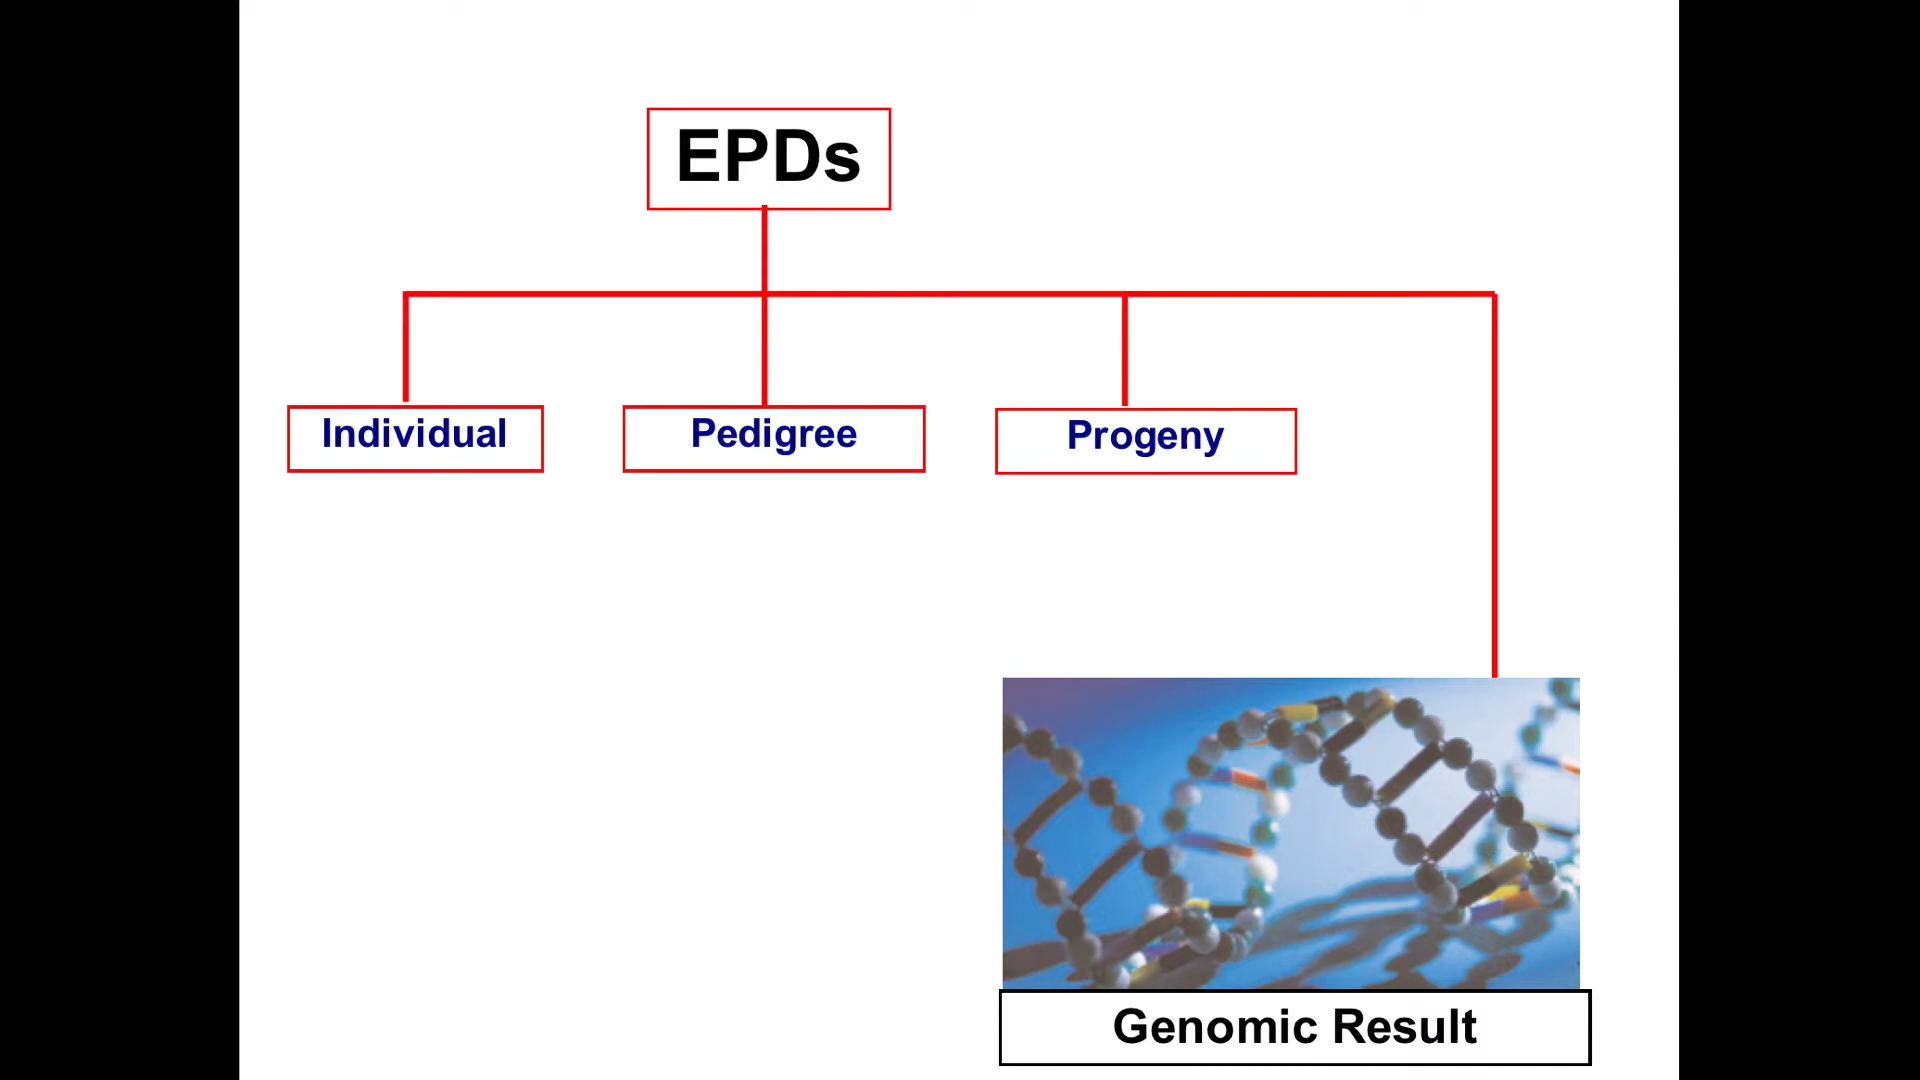 EPDs
Individual
Pedigree
Progeny
Genomic Result